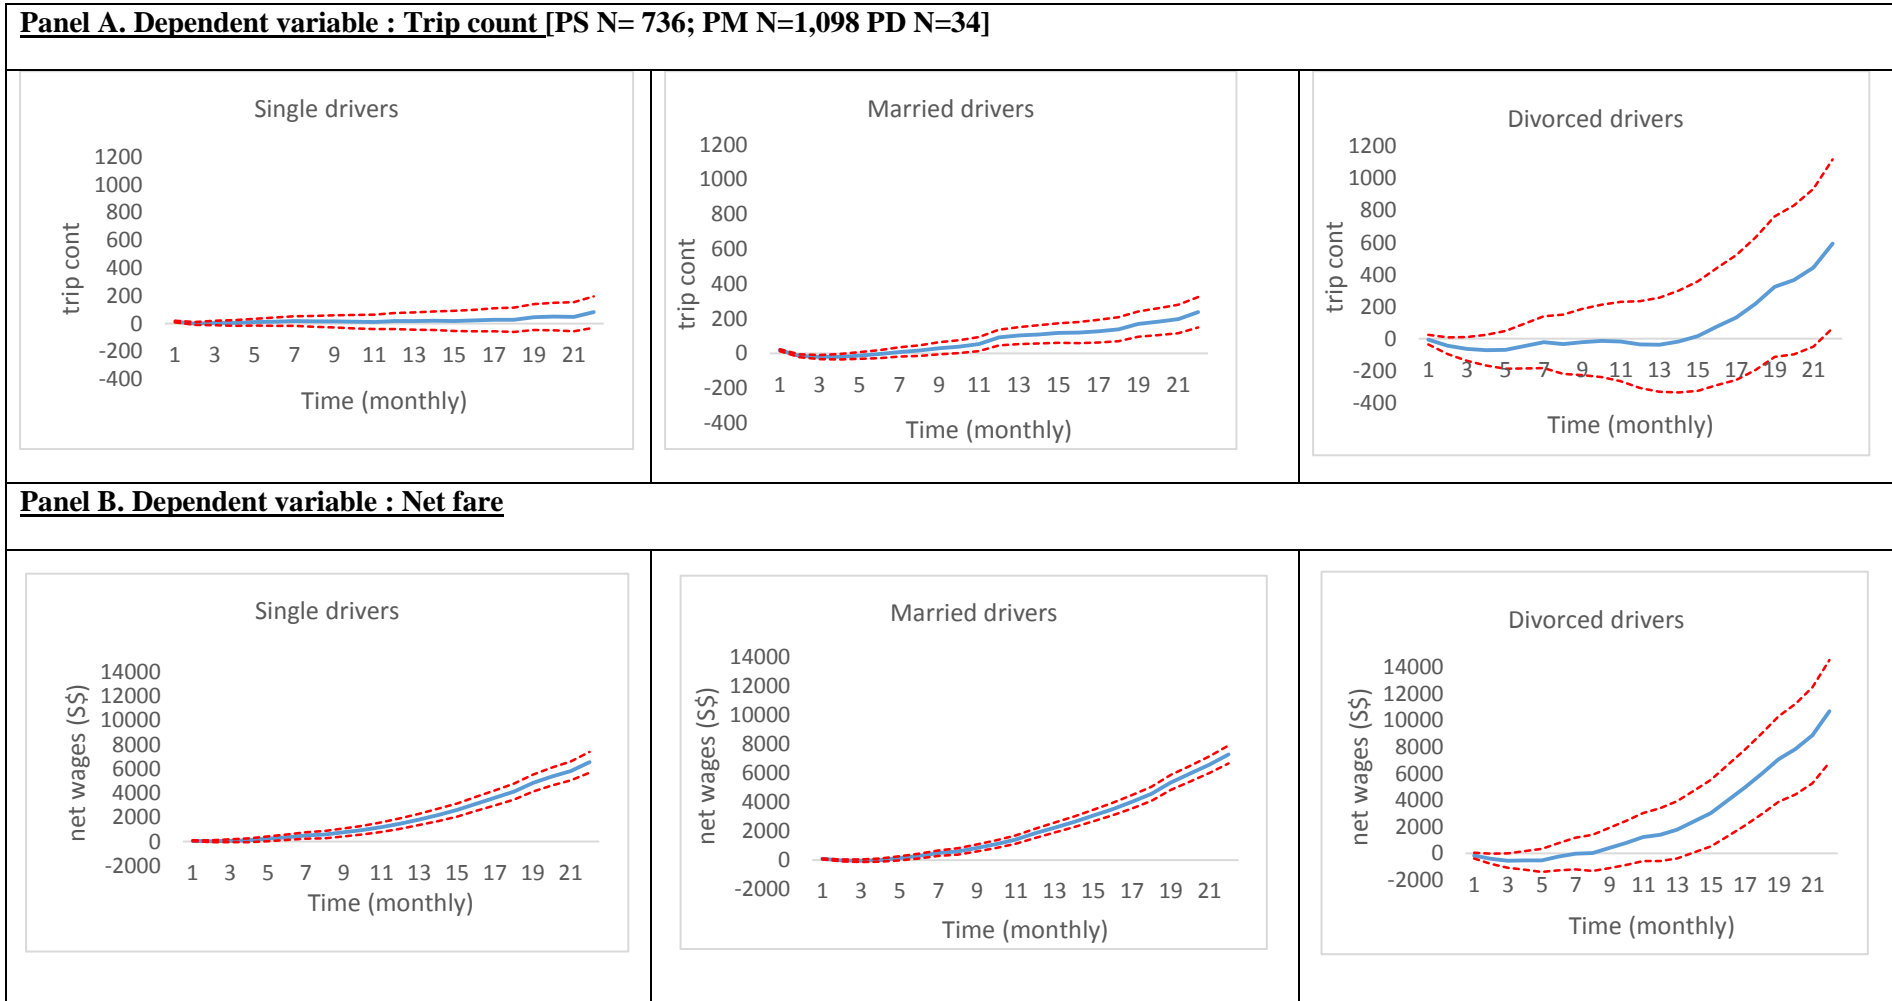 Panel A. Dependent variable : Trip count [PS N= 736; PM N=1,098 PD N=34]
Single drivers
1200
1000
800
600
400
200
0
-200
-400
trip cont
1 3 5 7 9 11 13 15 17 19 21
Time (monthly)
Married drivers
1200
1000
800
600
400
200
0
-200
-400
trip cont
1 3 5 7 9 11 13 15 17 19 21
Time (monthly)
Divorced drivers
1200
1000
800
600
400
200
0
-200
-400
trip cont
1 3 5 7 9 11 13 15 17 19 21
Time (monthly)
Panel B. Dependent variable : Net fare
Single drivers
14000
12000
10000
8000
6000
4000
2000
0
-2000
net wages (S$)
1 3 5 7 9 11 13 15 17 19 21
Time (monthly)
Married drivers
14000
12000
10000
8000
6000
4000
2000
0
-2000
net wages (S$)
1 3 5 7 9 11 13 15 17 19 21
Time (monthly)
Divorced drivers
14000
12000
10000
8000
6000
4000
2000
0
-2000
net wages (S$)
1 3 5 7 9 11 13 15 17 19 21
Time (monthly)